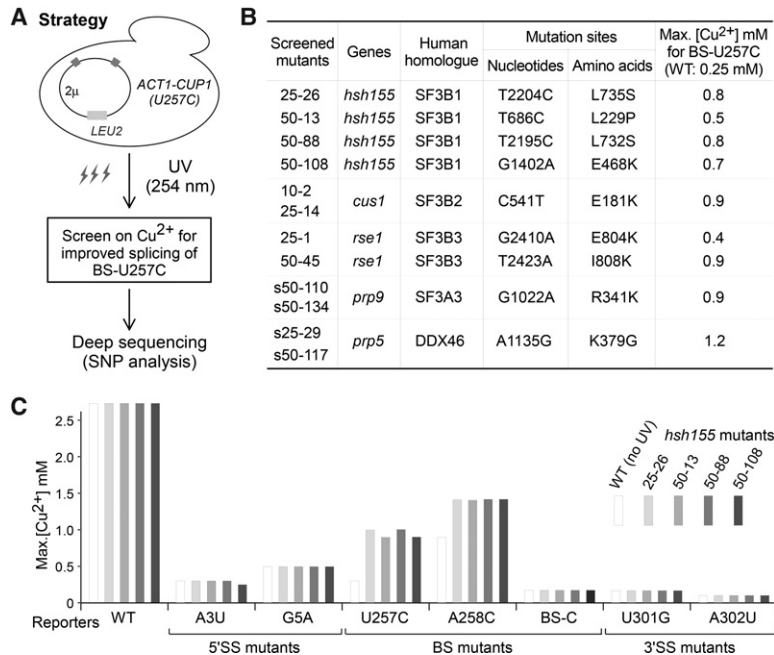 A Strategy
ACT1-CUP1
(U257C)
2μ
LEU2
UV
(254 nm)
Screen on Cu2+ for
improved splicing of
BS-U257C
Deep sequencing
(SNP analysis)
B
Screened mutants Genes Human homologue Mutation sites Max. [Cu2+] mM for BS-U257C (WT: 0.25 mM)
Nucleotides Amino acids
25-26 hsh155 SF3B1 T2204C L735S 0.8
50-13 hsh155 SF3B1 T686C L229P 0.5
50-88 hsh155 SF3B1 T2195C L732S 0.8
50-108 hsh155 SF3B1 G1402A E468K 0.7
10-2
25-14 cus1 SF3B2 C541T E181K 0.9
25-1 rse1 SF3B3 G2410A E804K 0.4
50-45 rse1 SF3B3 T2423A I808K 0.9
s50-110
s50-134 prp9 SF3A3 G1022A R341K 0.9
s25-29
s50-117 prp5 DDX46 A1135G K379G 1.2
C
Max.[Cu2+] mM
2.5
2.0
1.5
1.0
0.5
0
hsh155 mutants
WT (no UV)
25-26
50-13
50-88
50-108
Reporters WT A3U G5A U257C A258C BS-C U301G A302U
5'SS mutants BS mutants 3'SS mutants